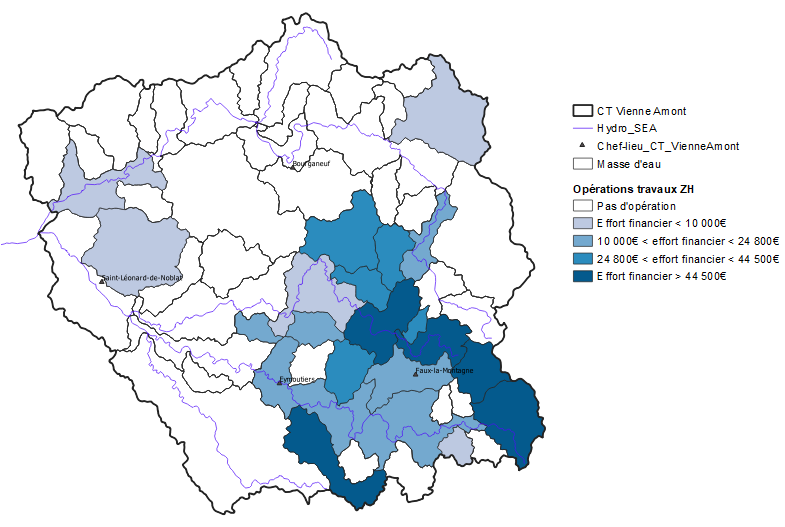 Bourganeuf
Saint-Léonard-de-Noblat
Eymoutiers
Faux-la-Montagne
CT Vienne Amont
Hydro_SEA
Chef-lieu_CT_VienneAmont
Masse d'eau
Opérations travaux ZH
Pas d'opération
Effort financier < 10 000€
10 000€ < effort financier < 24 800€
24 800€ < effort financier < 44 500€
Effort financier > 44 500€